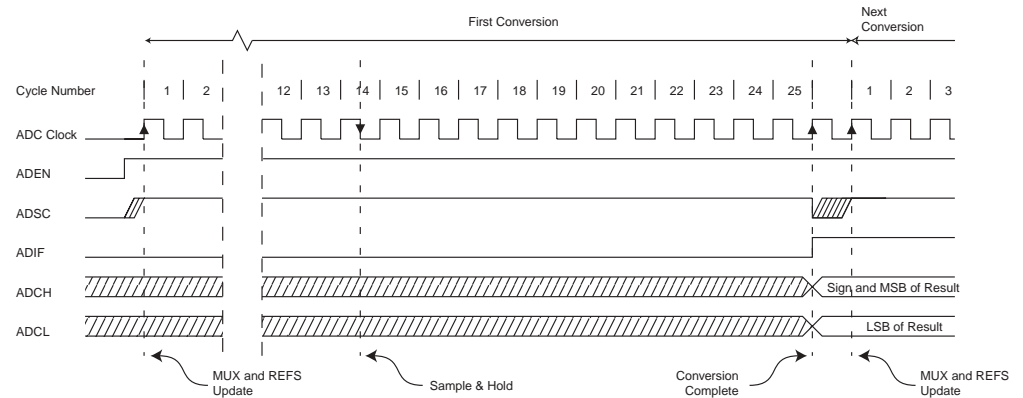 First Conversion
Next
Conversion
Cycle Number 1 2 12 13 14 15 16 17 18 19 20 21 22 23 24 25 1 2 3
ADC Clock
ADEN
ADSC
ADIF
ADCH Sign and MSB of Result
ADCL LSB of Result
MUX and REFS
Update
Sample & Hold
Conversion
Complete
MUX and REFS
Update